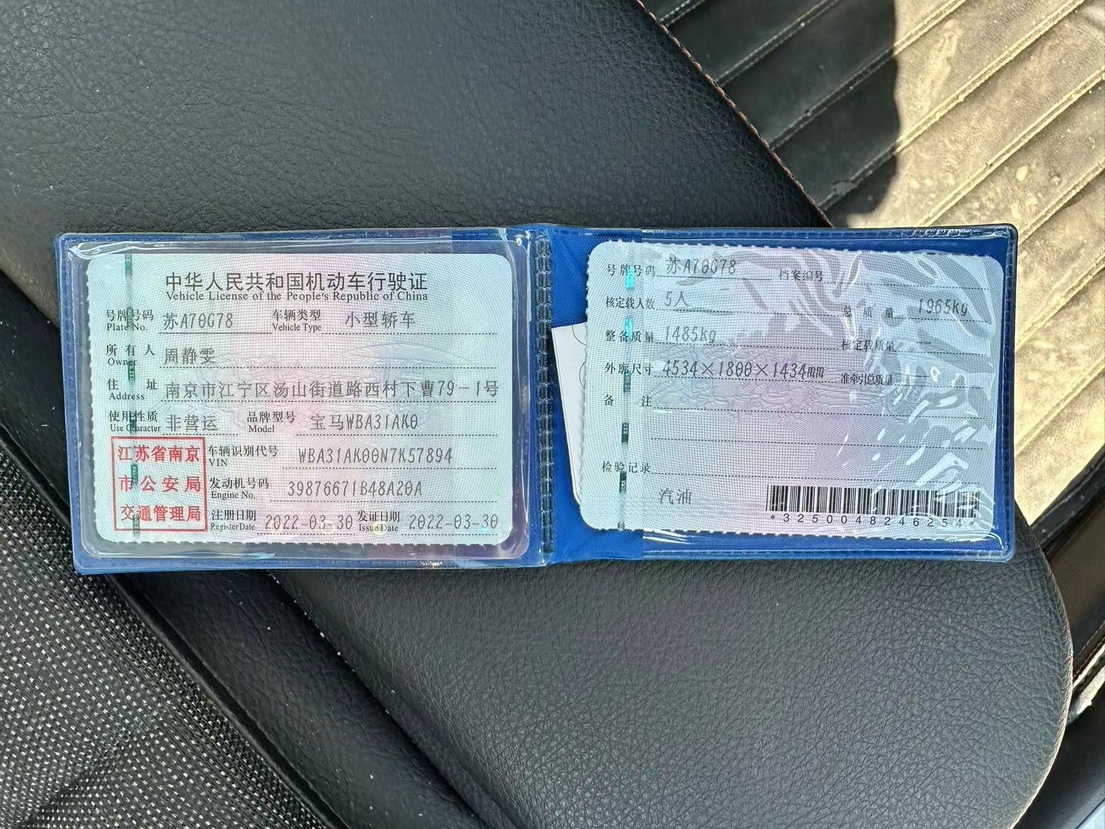 中华人民共和国机动车行驶证
Vehicle License of the People's Republic of China
号牌号码 苏A70G78 车辆类型 小型轿车
Plate No. Vehicle Type
所有人 周静雯
Owner
住址 南京市江宁区汤山街道路西村下曹79－1号
Address
使用性质 非营运 品牌型号 宝马WBA31AK0
Use Character Model
江苏省南京
市公安局
交通管理局
车辆识别代号 WBA31AK00N7K57894
VIN
发动机号码 39876671B48A20A
Engine No.
注册日期 2022-03-30 发证日期 2022-03-30
Register Date Issue Date
号牌号码 苏A70G78 档案编号
核定载人数 5人 总质量 1965kg
整备质量 1485kg 核定载质量
外廓尺寸 4534×1800×1434mm 准牵引总质量
备注
检验记录
汽油
*3250048246254*